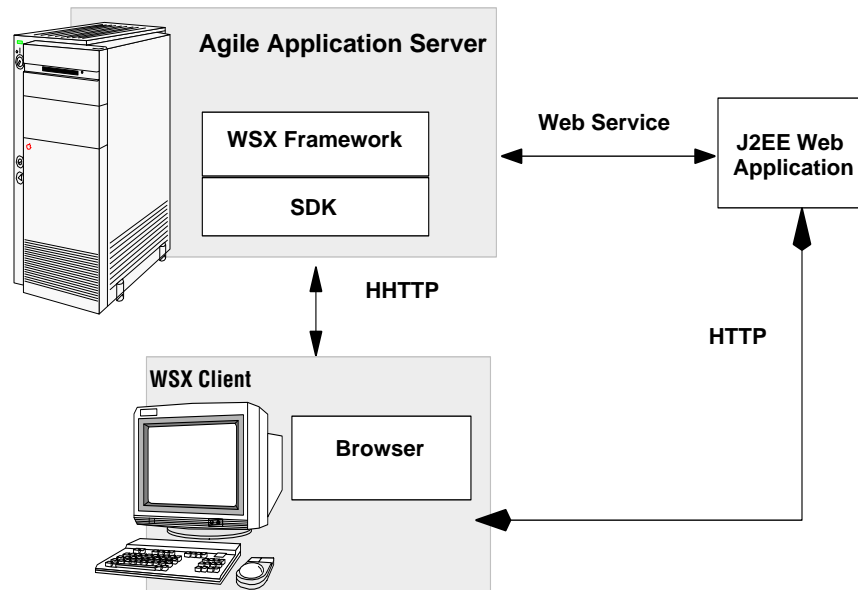 Agile Application Server
WSX Framework
SDK
Web Service
J2EE Web
Application
HHTTP
HTTP
WSX Client
Browser